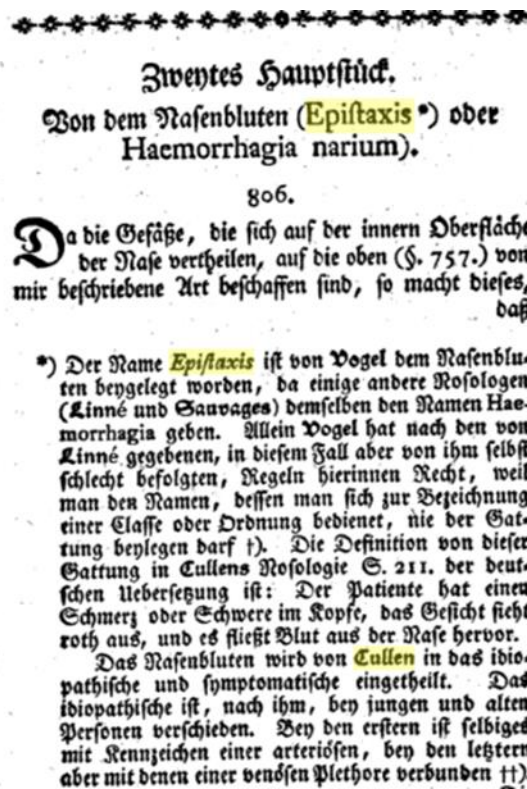 Zweytes Hauptstück.
Von dem Nasenbluten (Epistaxis *) oder
Haemorrhagia narium).
806.
Da die Gefäße, die sich auf der innern Oberfläche
der Nase vertheilen, auf die oben (§. 757.) von
mir beschriebene Art beschaffen sind, so macht dieses,
daß
*) Der Name Epistaxis ist von Vogel dem Nasenblu-
ten beygelegt worden, da einige andere Nosologen
(Linné und Sauvages) demselben den Namen Hae-
morrhagia geben. Allein Vogel hat nach den von
Linné gegebenen, in diesem Fall aber von ihm selbst
schlecht befolgten, Regeln hierinnen Recht, weil
man den Namen, dessen man sich zur Bezeichnung
einer Classe oder Ordnung bedienet, nie der Gat-
tung beylegen darf †). Die Definition von dieser
Gattung in Cullens Nosologie S. 211. der deut-
schen Uebersetzung ist: Der Patiente hat einen
Schmerz oder Schwere im Kopfe, das Gesicht sieht
roth aus, und es fließt Blut aus der Nase hervor.
Das Nasenbluten wird von Cullen in das idio-
pathische und symptomatische eingetheilt. Das
idiopathische ist, nach ihm, bey jungen und alten
Personen verschieden. Bey den erstern ist selbiges
mit Kennzeichen einer arteriösen, bey den letztern
aber mit denen einer venösen Plethore verbunden ††)